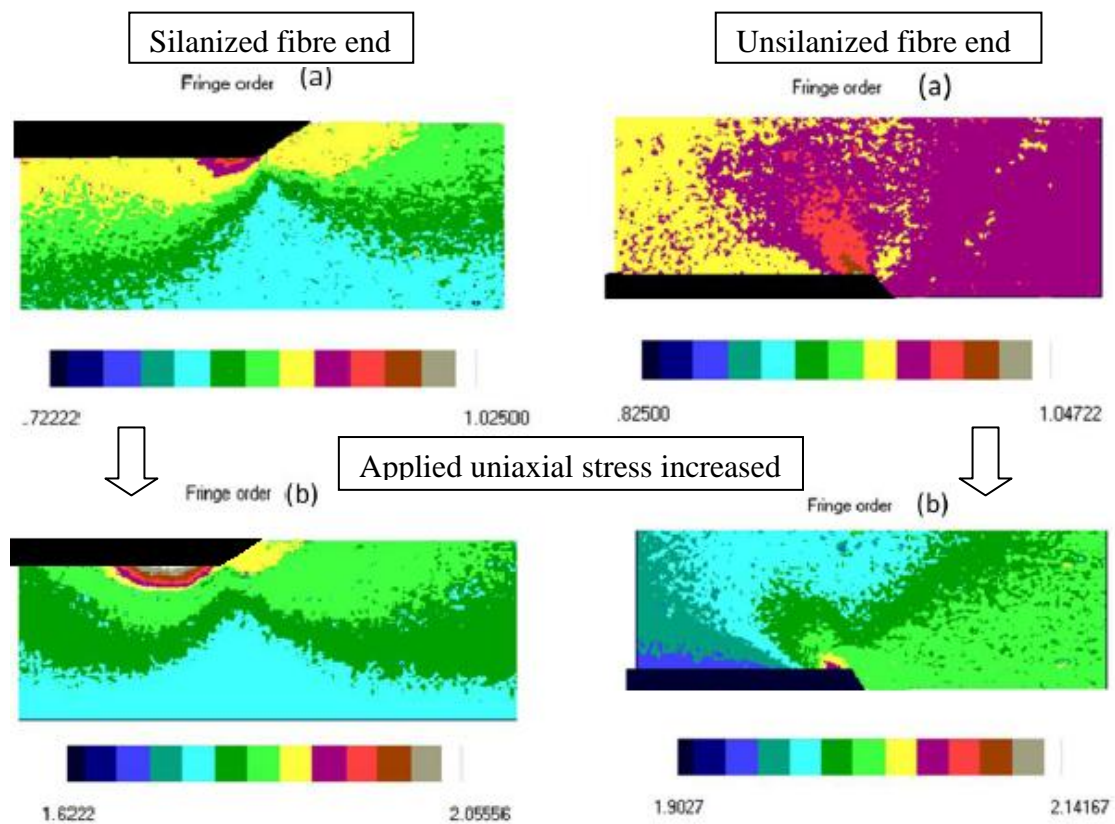 Silanized fibre end
Unsilanized fibre end
Fringe order (a)
Fringe order (a)
.72222
1.02500
.82500
1.04722
Applied uniaxial stress increased
Fringe order (b)
Fringe order (b)
1.6222
2.05556
1.9027
2.14167